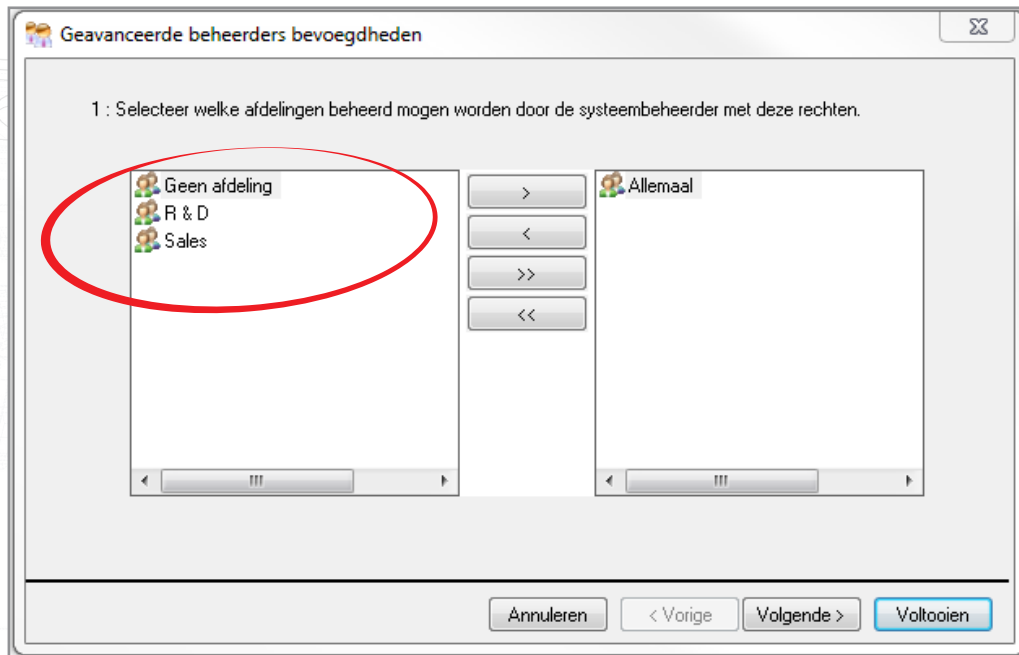 Geavanceerde beheerders bevoegdheden
1 : Selecteer welke afdelingen beheerd mogen worden door de systeembeheerder met deze rechten.
Geen afdeling
R & D
Sales
>
<
>>
<<
Allemaal
Annuleren
< Vorige
Volgende >
Voltooien